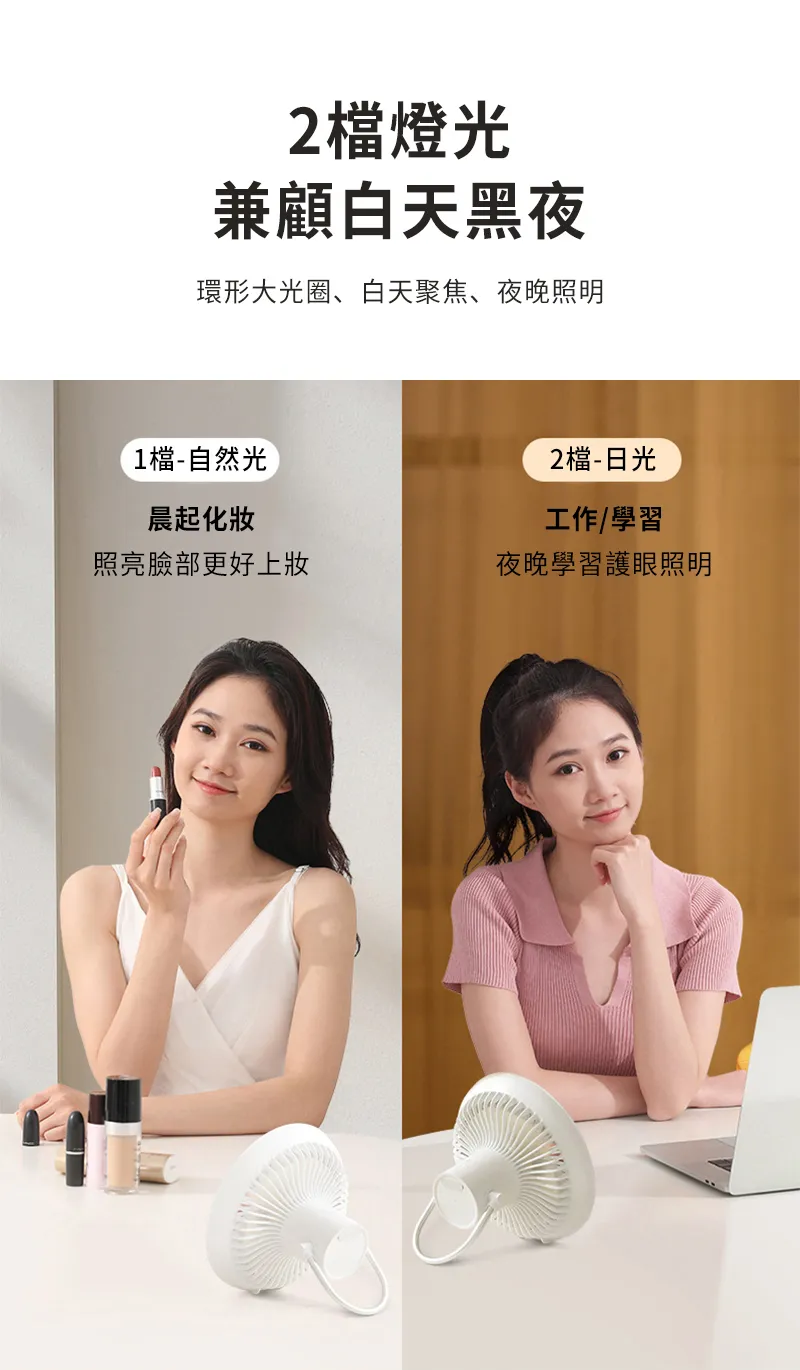 2檔燈光
兼顧白天黑夜
環形大光圈、白天聚焦、夜晚照明
1檔-自然光
晨起化妝
照亮臉部更好上妝
2檔-日光
工作/學習
夜晚學習護眼照明